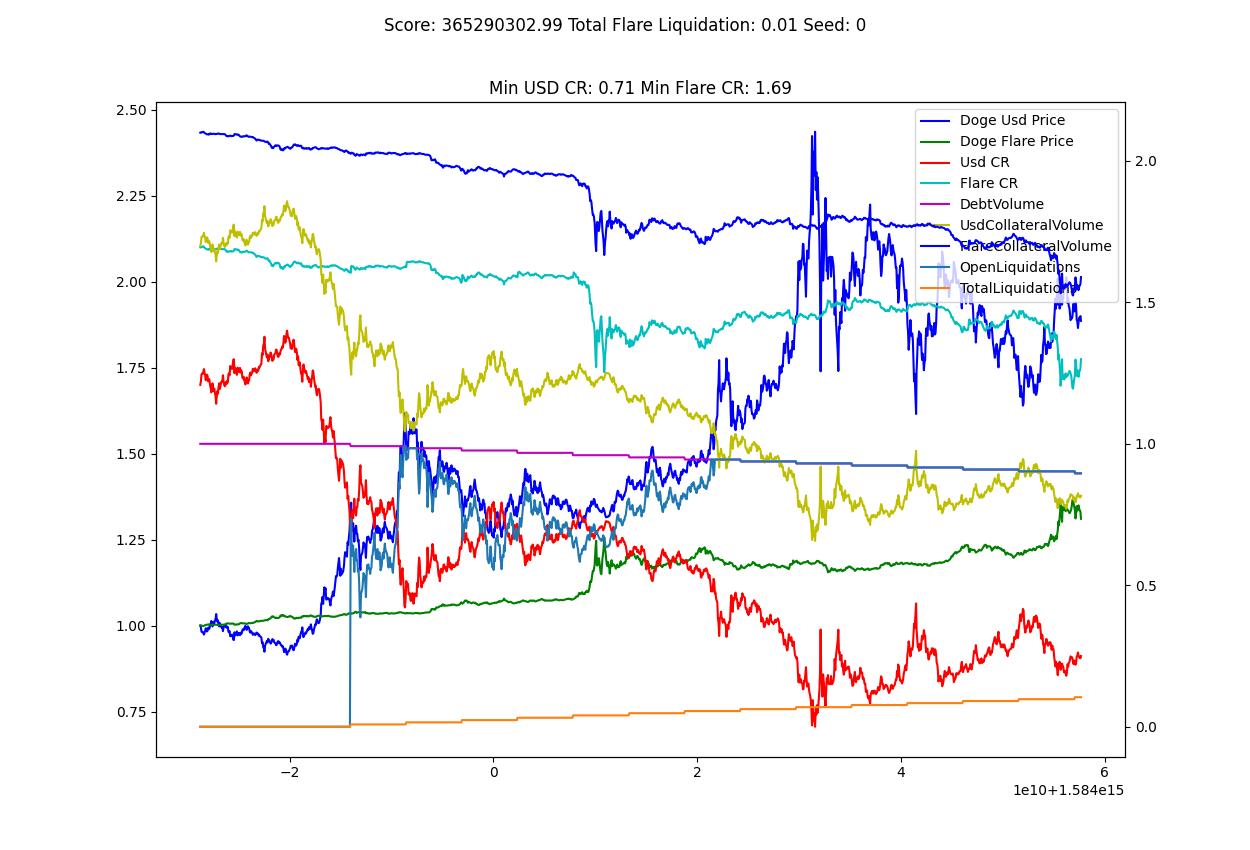 Score: 365290302.99 Total Flare Liquidation: 0.01 Seed: 0
Min USD CR: 0.71 Min Flare CR: 1.69
2.50
2.25
2.00
1.75
1.50
1.25
1.00
0.75
Doge Usd Price
Doge Flare Price
Usd CR
Flare CR
DebtVolume
UsdCollateralVolume
FlareCollateralVolume
OpenLiquidations
TotalLiquidations
2.0
1.5
1.0
0.5
0.0
−2 0 2 4 6
1e10+1.584e15